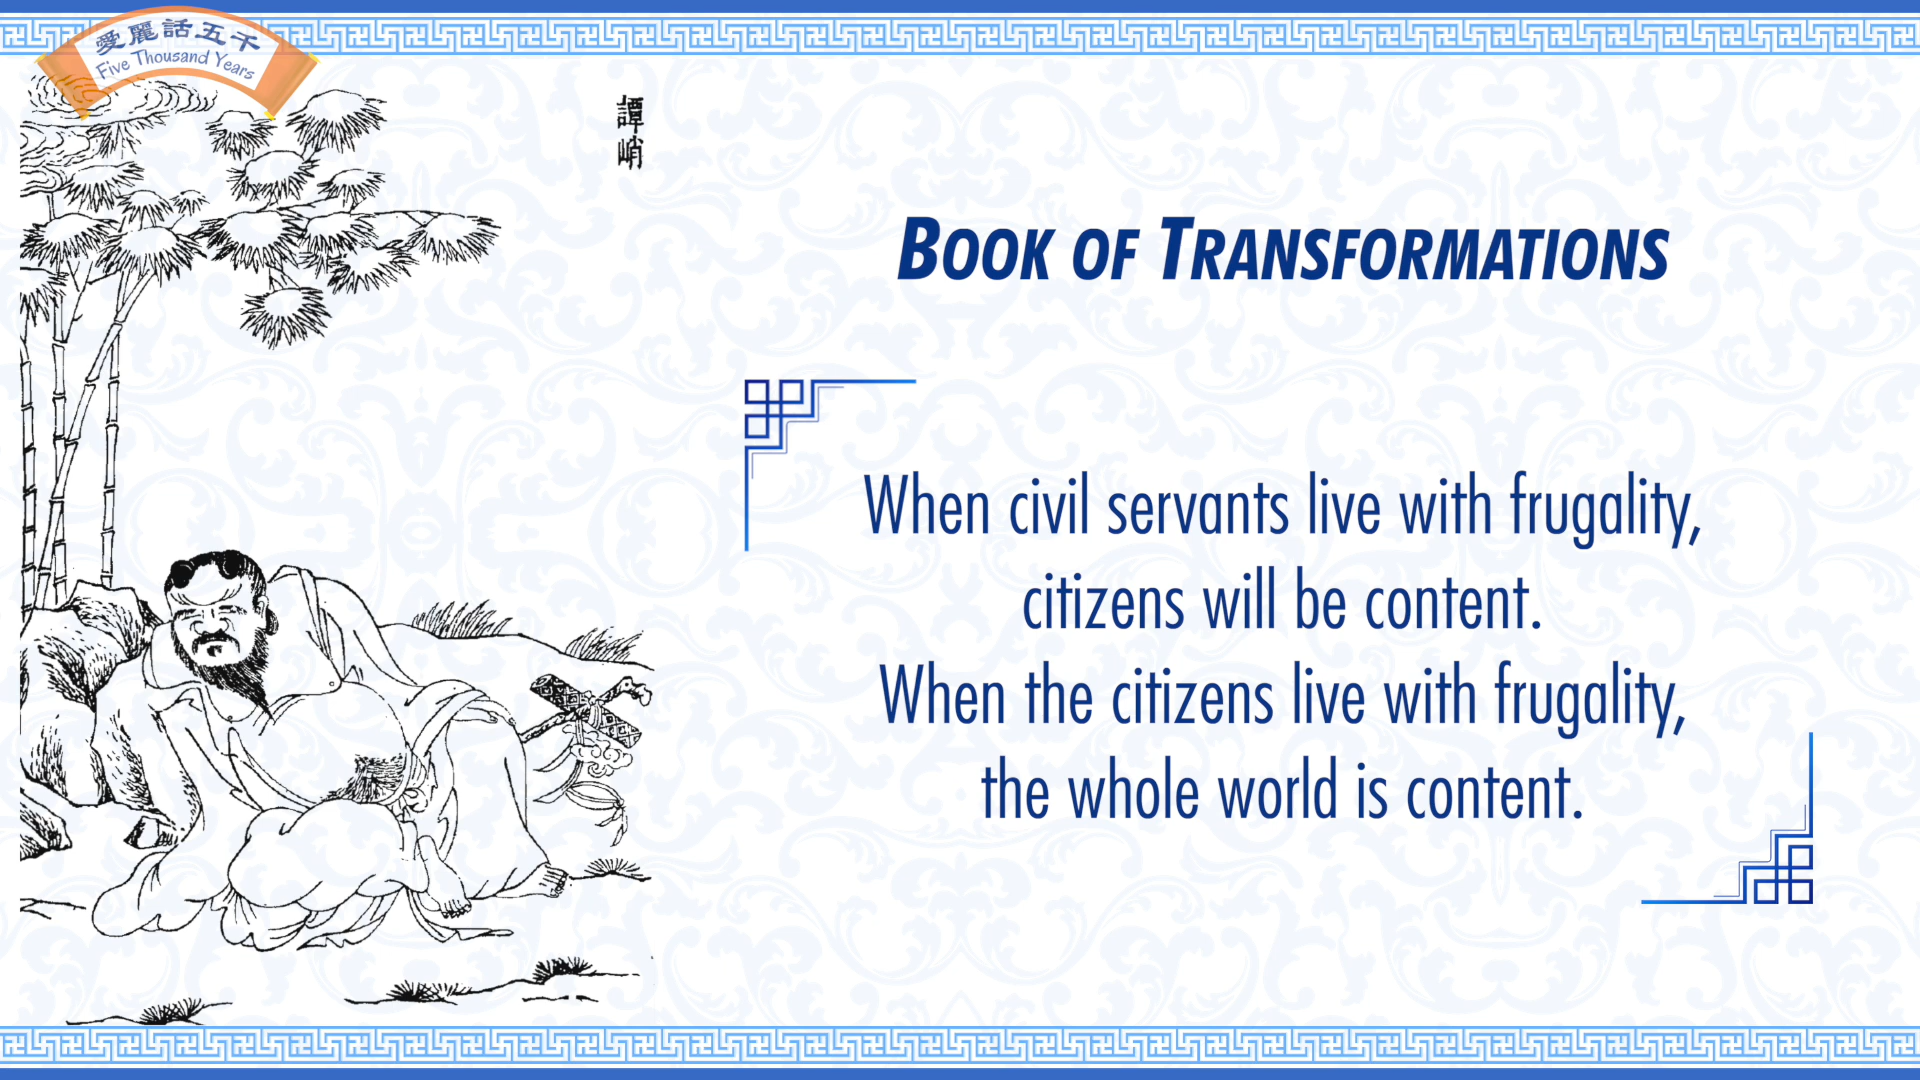 愛麗話五千
Five Thousand Years
譚峭
BOOK OF TRANSFORMATIONS
When civil servants live with frugality,
citizens will be content.
When the citizens live with frugality,
the whole world is content.